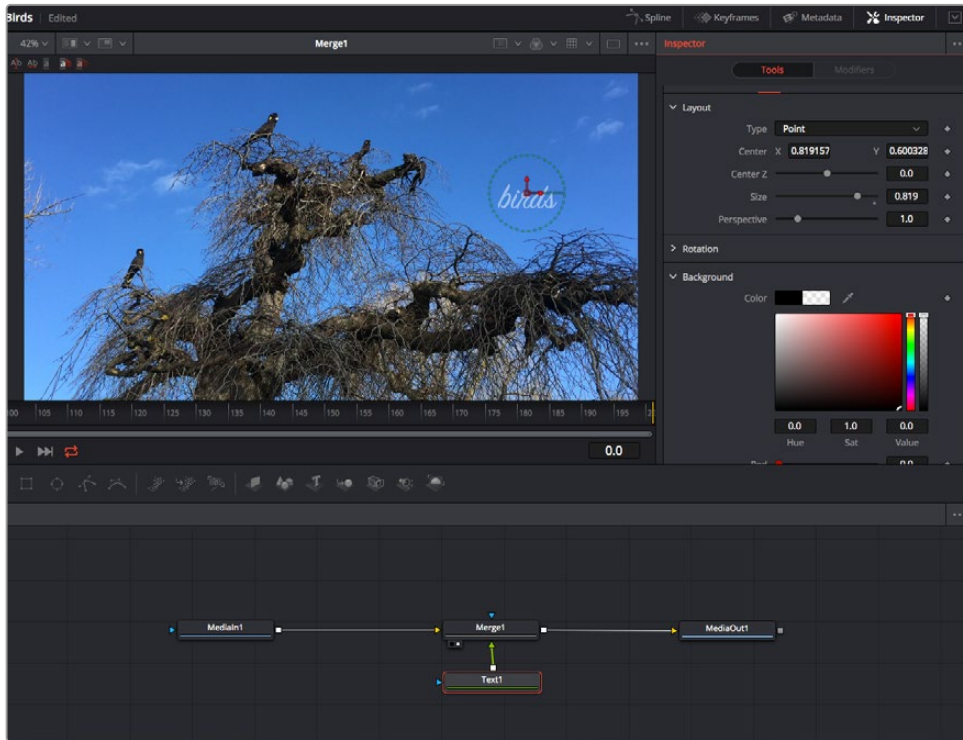 Birds Edited Spline Keyframes Metadata Inspector
42% Merge1 Inspector
Tools Modifiers
Layout
Type Point
Center X 0.819157 Y 0.600328
Center Z 0.0
Size 0.819
Perspective 1.0
Rotation
Background
Color
birds
0.0 1.0 0.0
Hue Sat Value
105 110 115 120 125 130 135 140 145 150 155 160 165 170 175 180 185 190 195
0.0
MediaIn1 Merge1 MediaOut1
Text1